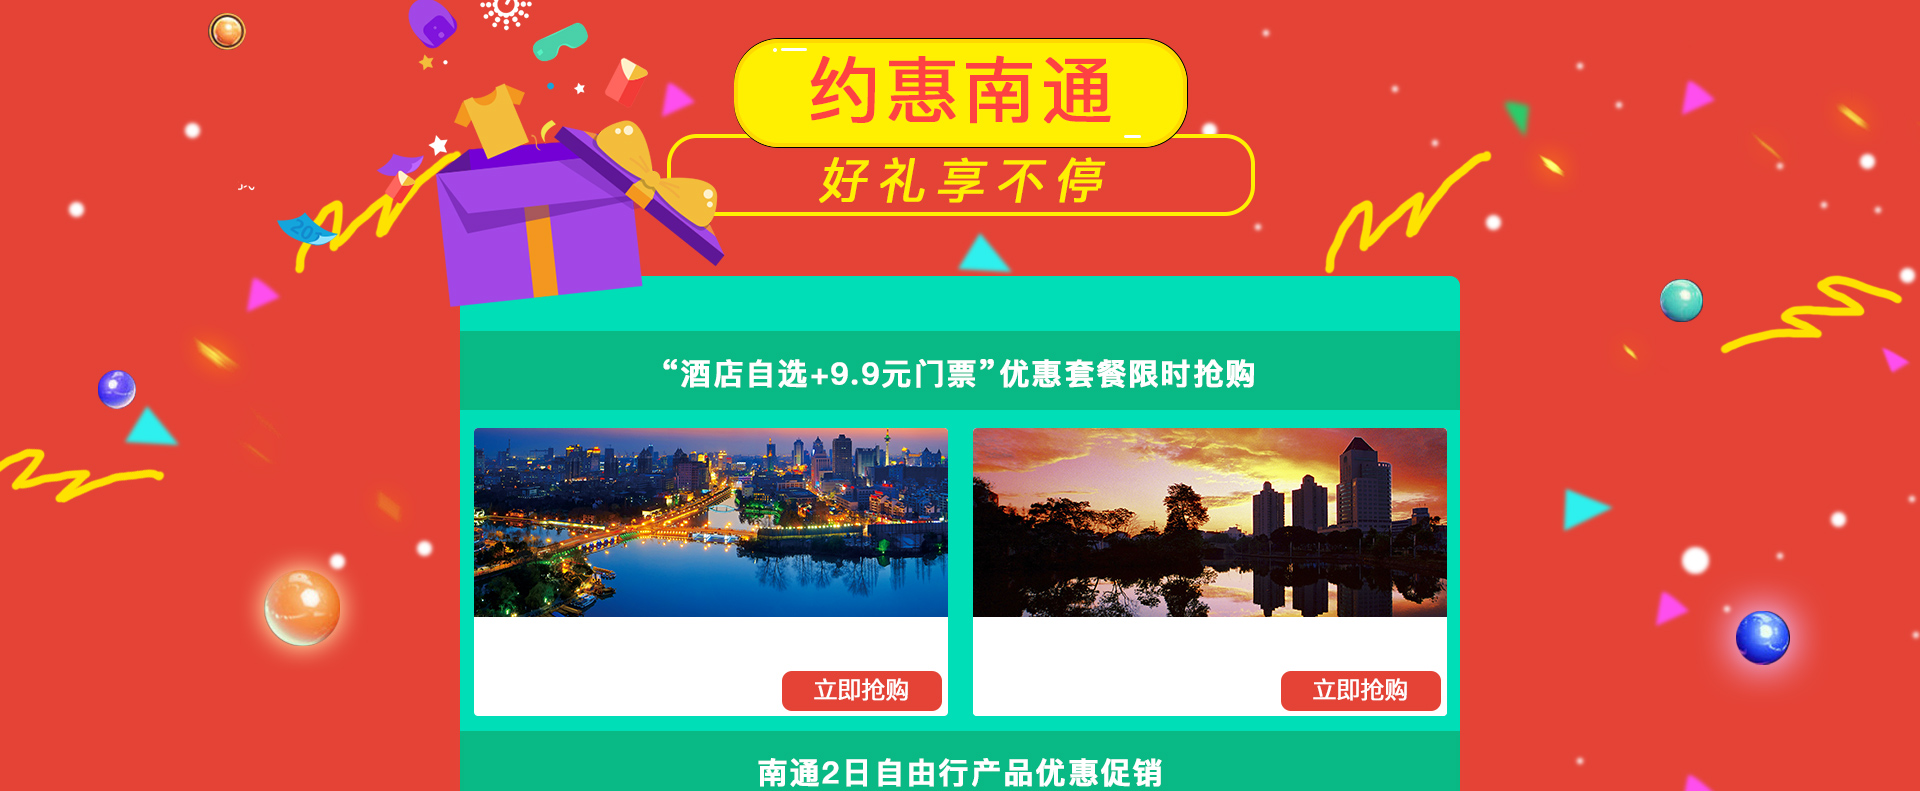 约惠南通
好礼享不停
“酒店自选+9.9元门票”优惠套餐限时抢购
立即抢购
立即抢购
南通2日自由行产品优惠促销